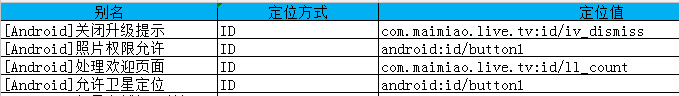 别名 定位方式 定位值
[Android]关闭升级提示 ID com.maimiao.live.tv:id/iv_dismiss
[Android]照片权限允许 ID android:id/button1
[Android]处理欢迎页面 ID com.maimiao.live.tv:id/ll_count
[Android]允许卫星定位 ID android:id/button1